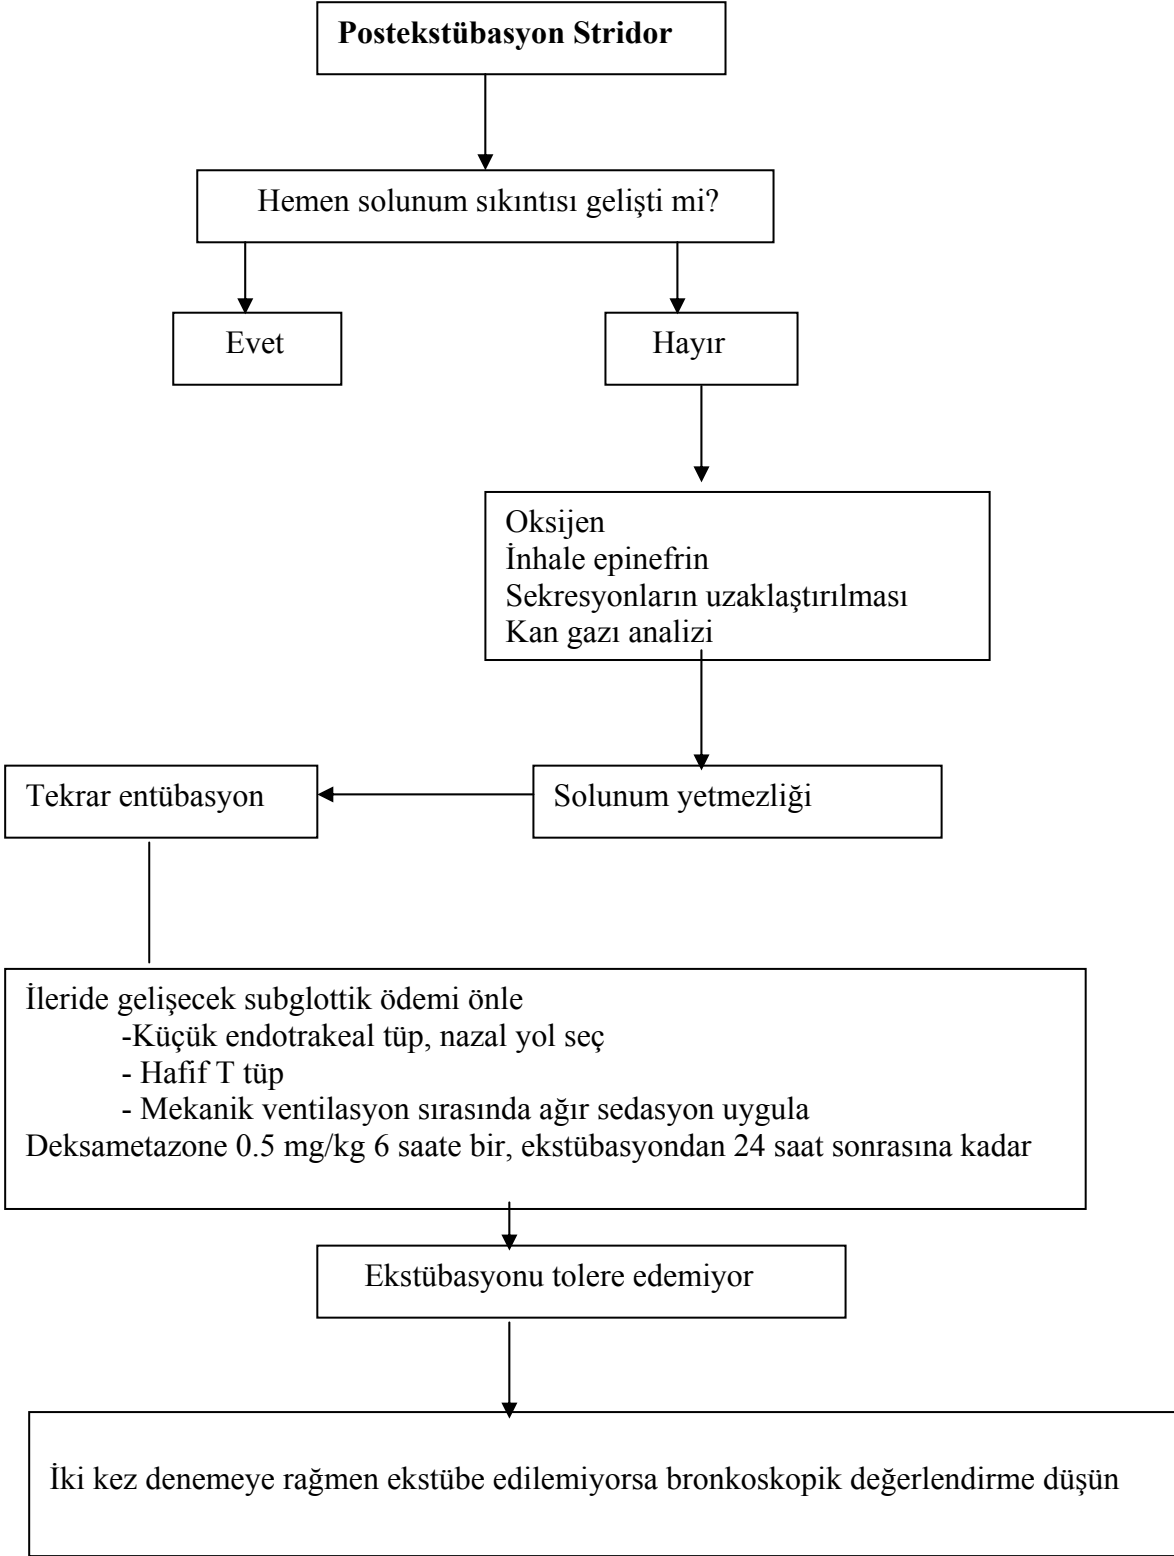 Postekstübasyon Stridor
Hemen solunum sıkıntısı gelişti mi?
Evet
Hayır
Oksijen
İnhale epinefrin
Sekresyonların uzaklaştırılması
Kan gazı analizi
Tekrar entübasyon
Solunum yetmezliği
İleride gelişecek subglottik ödemi önle
-Küçük endotrakeal tüp, nazal yol seç
- Hafif T tüp
- Mekanik ventilasyon sırasında ağır sedasyon uygula
Deksametazone 0.5 mg/kg 6 saate bir, ekstübasyondan 24 saat sonrasına kadar
Ekstübasyonu tolere edemiyor
İki kez denemeye rağmen ekstübe edilemiyorsa bronkoskopik değerlendirme düşün